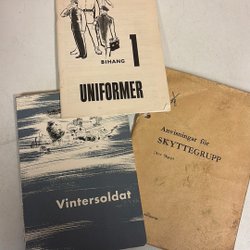 BIHANG 1
UNIFORMER
Anvisningar för
SKYTTEGRUPP
Vintersoldat